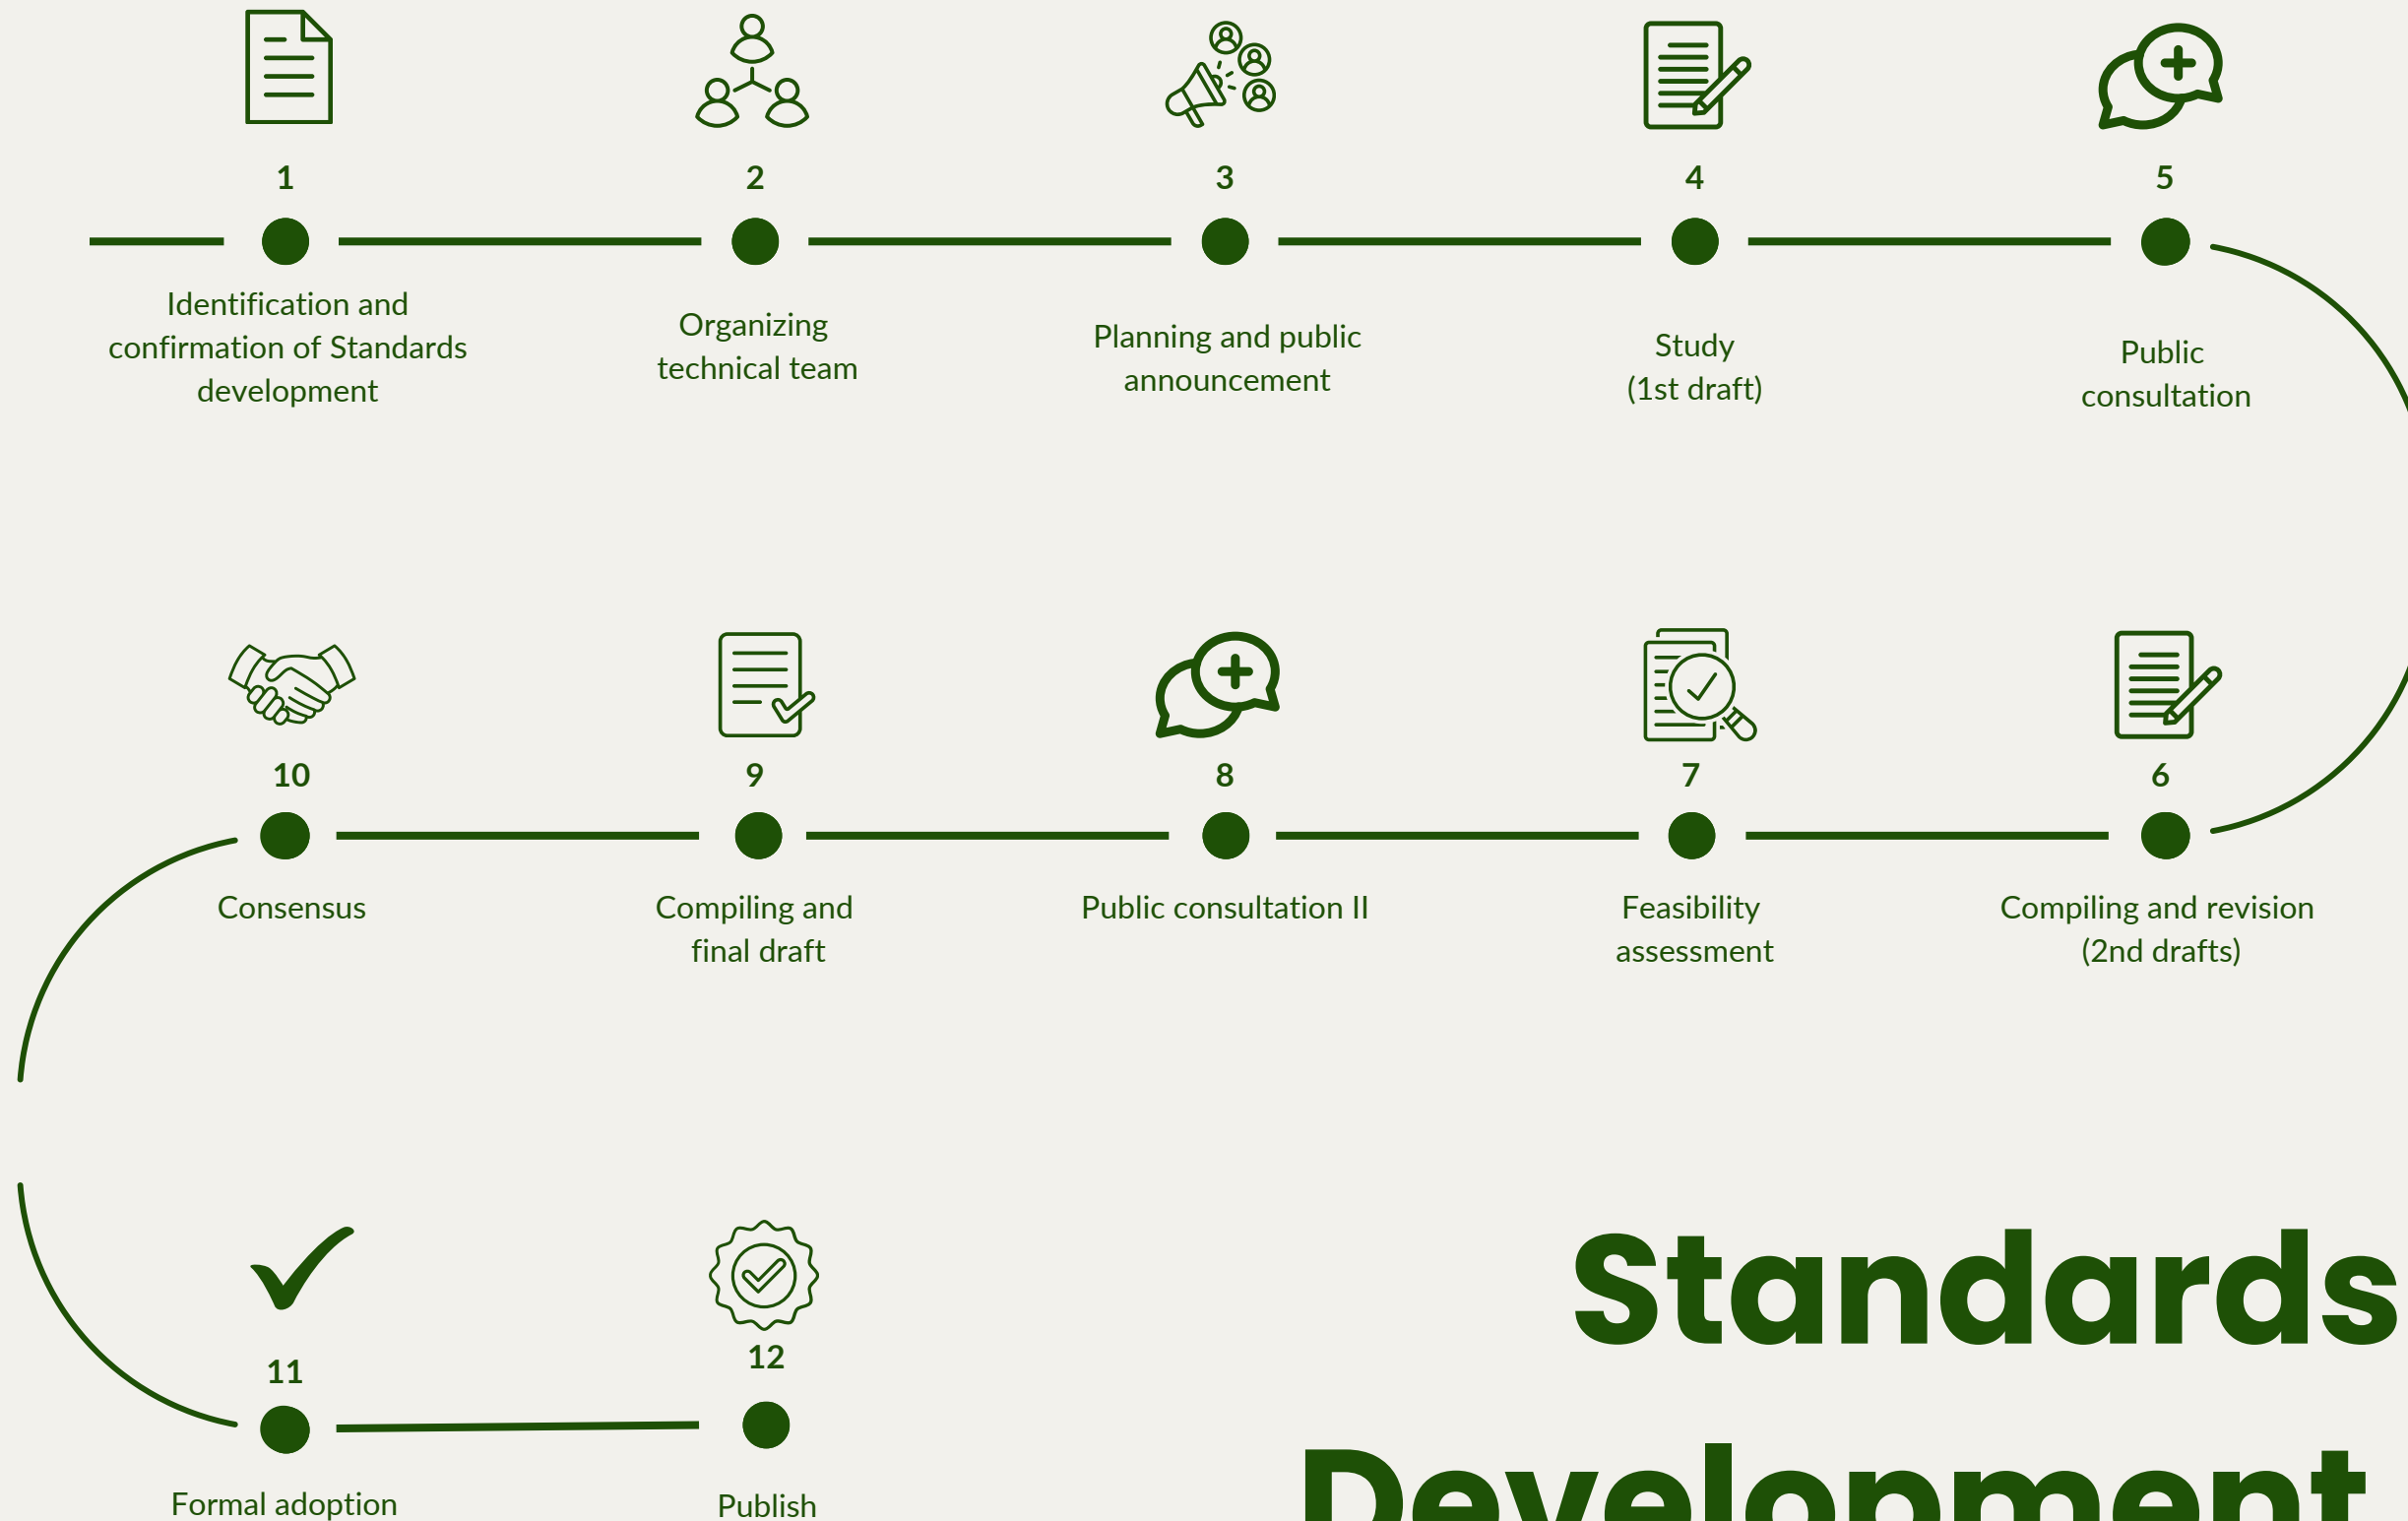 1
Identification and
confirmation of Standards
development
2
Organizing
technical team
3
Planning and public
announcement
4
Study
(1st draft)
5
Public
consultation
6
Compiling and revision
(2nd drafts)
7
Feasibility
assessment
8
Public consultation II
9
Compiling and
final draft
10
Consensus
11
Formal adoption
12
Publish
Standards
Development